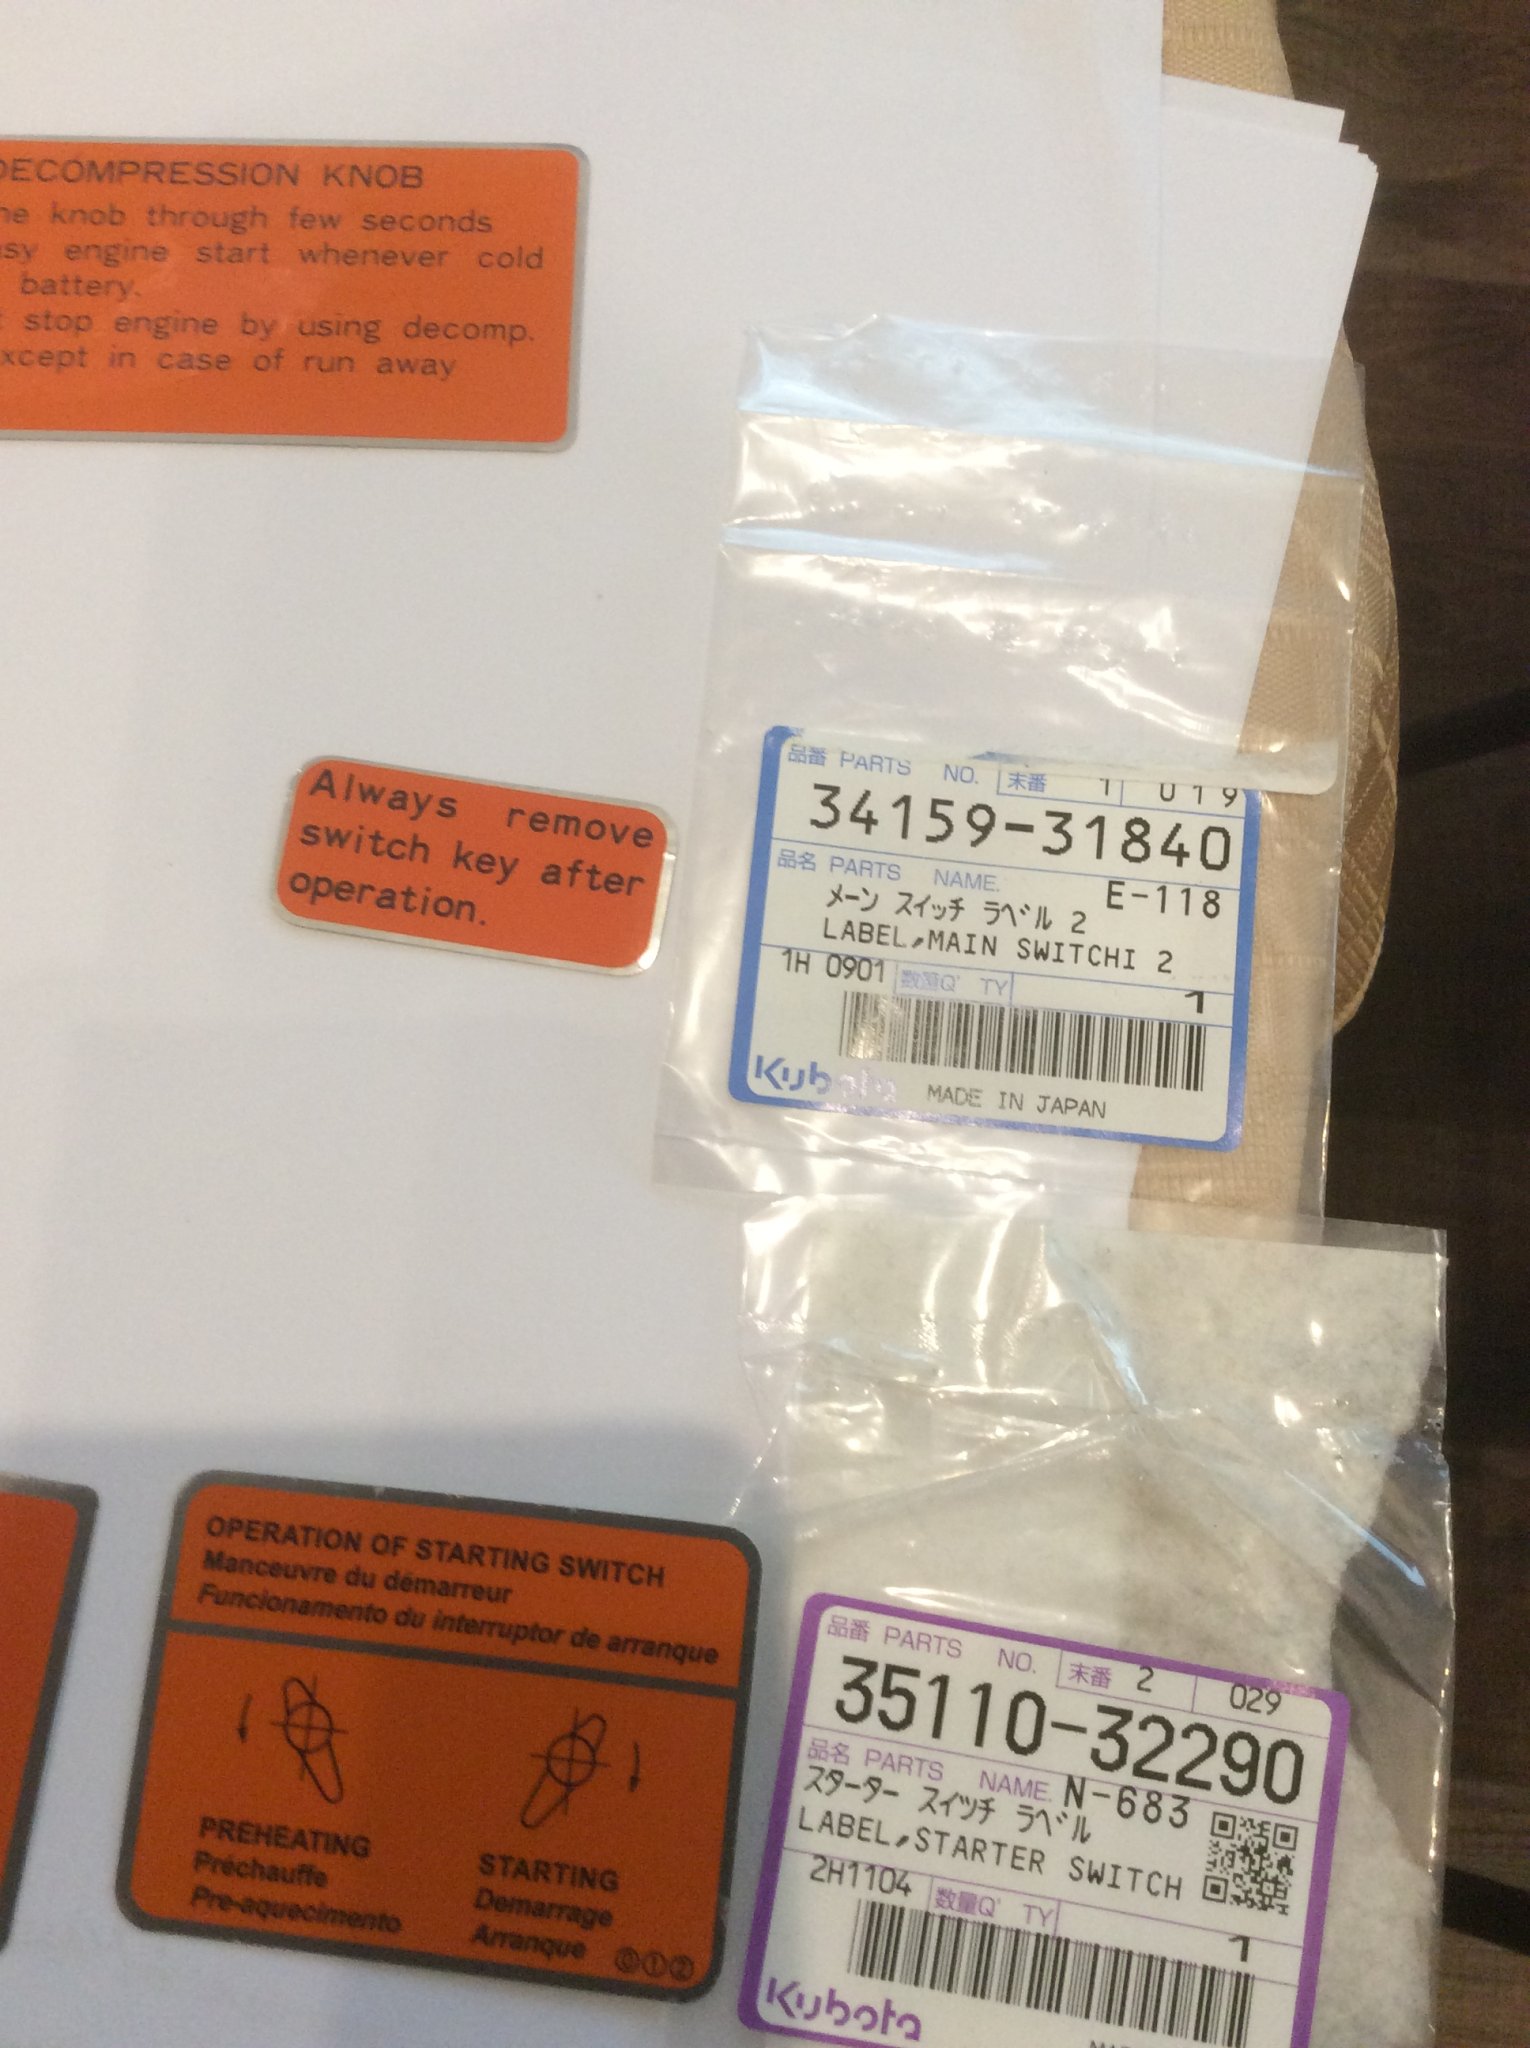 DECOMPRESSION KNOB
knob through few seconds
engine start whenever cold
battery.
stop engine by using decomp.
in case of run away
Always remove
switch key after
operation.
品番 PARTS NO. 末番 1 019
34159-31840
品名 PARTS NAME. E-118
メーン スイッチ ラベル 2
LABEL,MAIN SWITCHI 2
1H 0901 数量Q' TY 1
Kubota MADE IN JAPAN
OPERATION OF STARTING SWITCH
Manceuvre du démarreur
Funcionamento du interruptor de arranque
PREHEATING
Préchauffe
Pre-aquecimento
STARTING
Demarrage
Arranque
⓪①②
品番 PARTS NO. 末番 2 029
35110-32290
品名 PARTS NAME. N-683
スターター スイッチ ラベル
LABEL,STARTER SWITCH
2H1104 数量Q' TY 1
Kubota